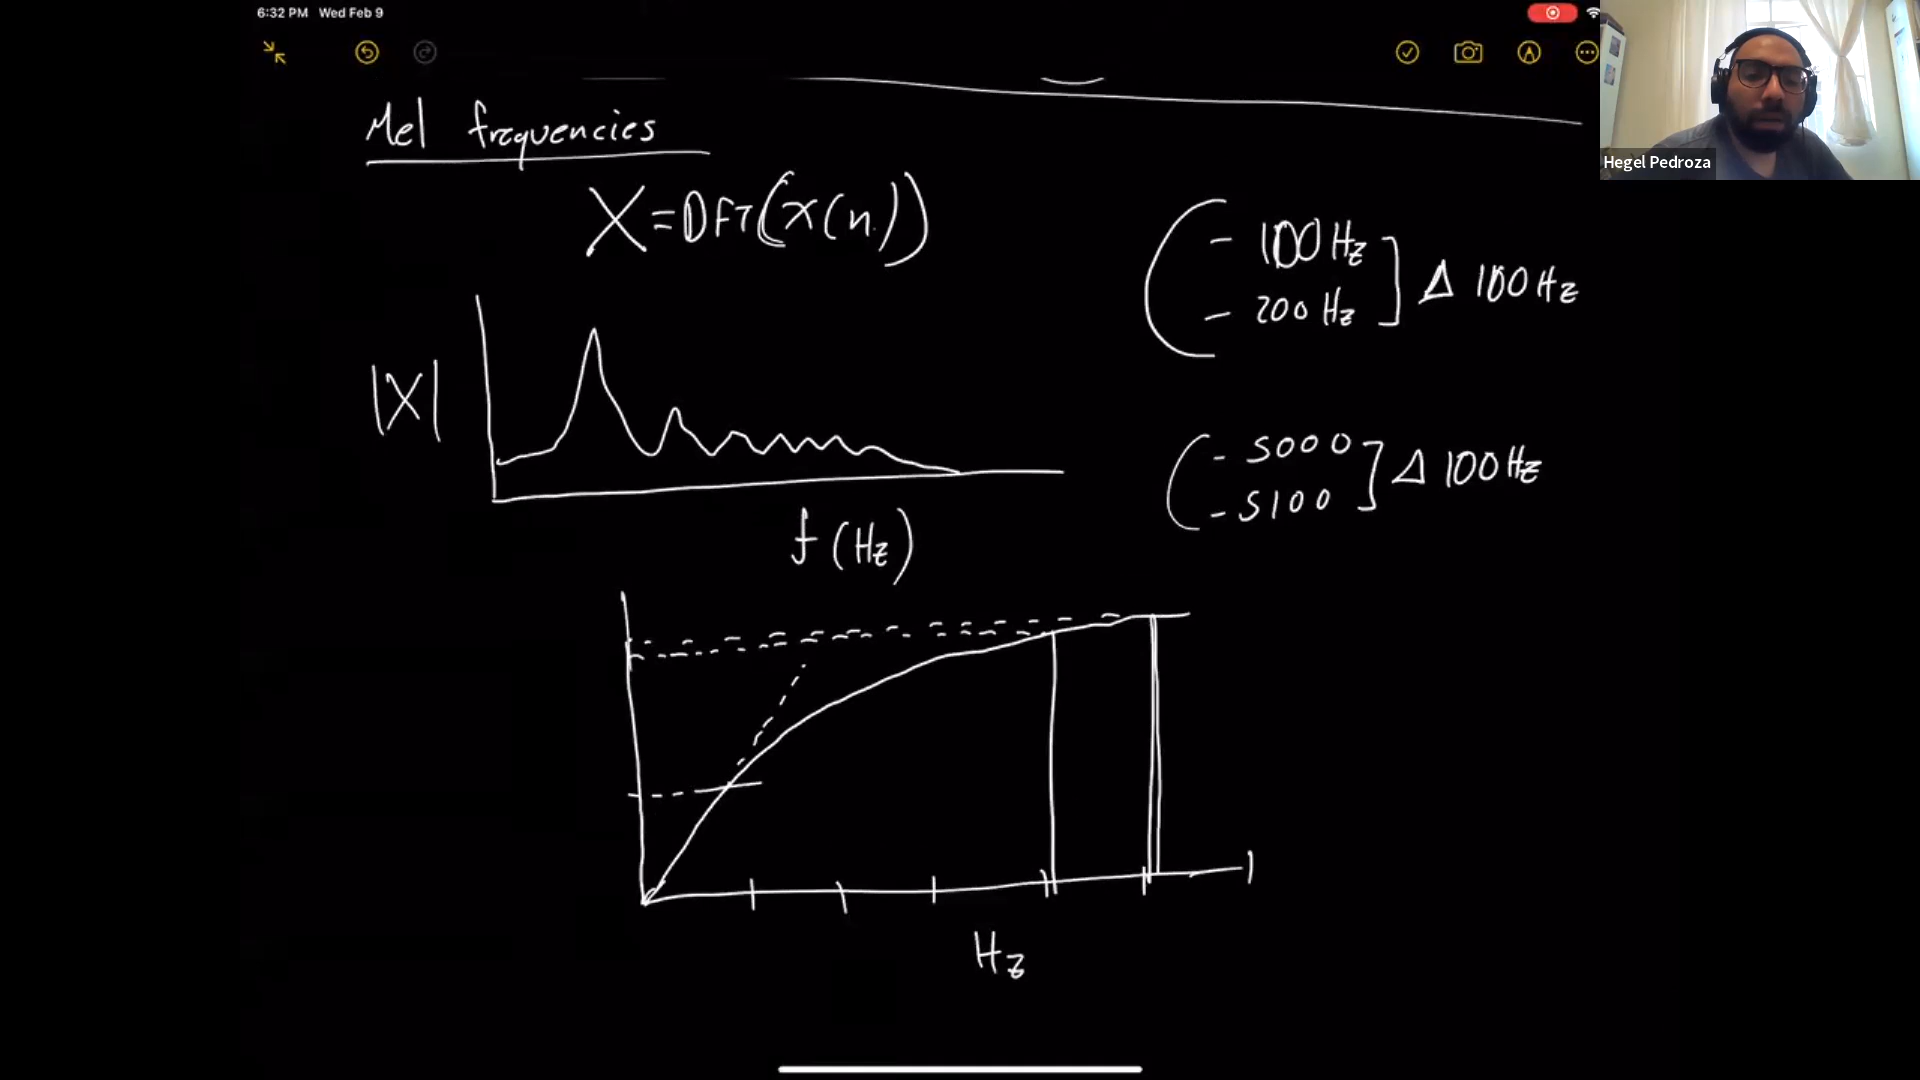 6:32 PM Wed Feb 9
Hegel Pedroza
Mel frequencies
X=DFT(x(n))
- 100 Hz
- 200 Hz
Δ 100 Hz
|X|
f (Hz)
- 5000
- 5100
Δ 100 Hz
Hz